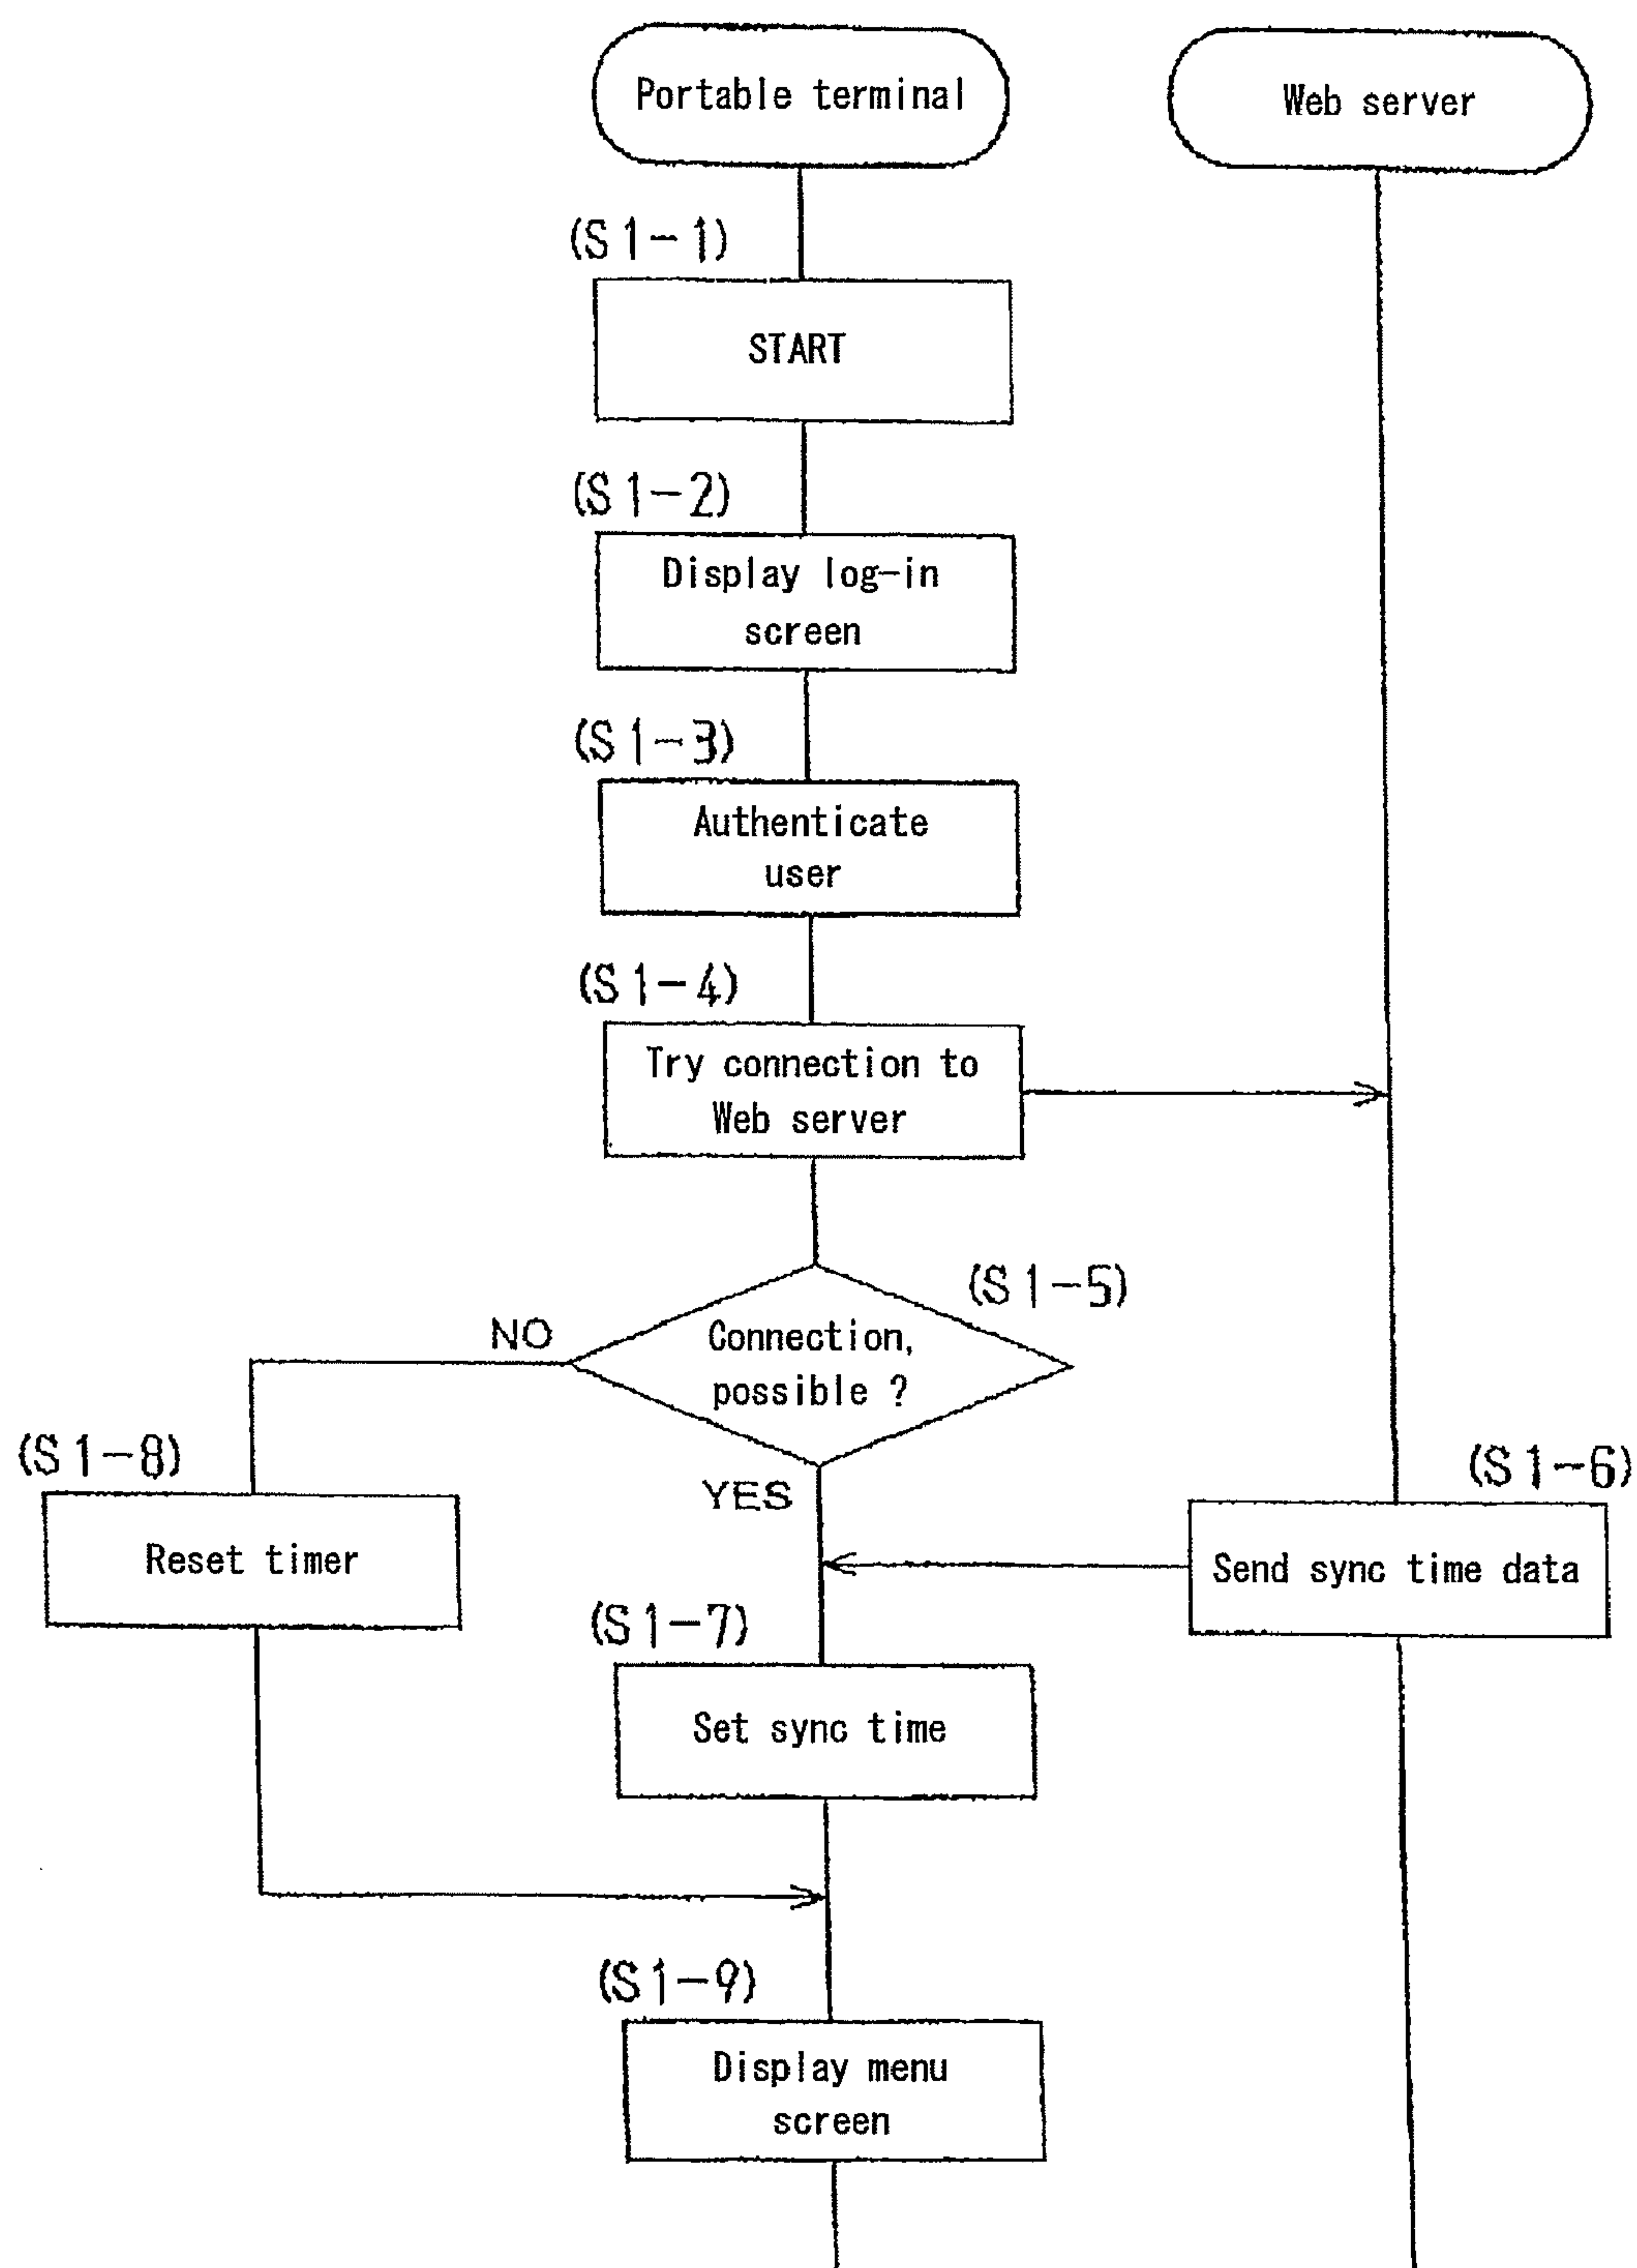 Portable terminal
Web server
(S1-1)
START
(S1-2)
Display log-in
screen
(S1-3)
Authenticate
user
(S1-4)
Try connection to
Web server
(S1-5)
Connection,
possible ?
NO
YES
(S1-8)
Reset timer
(S1-6)
Send sync time data
(S1-7)
Set sync time
(S1-9)
Display menu
screen